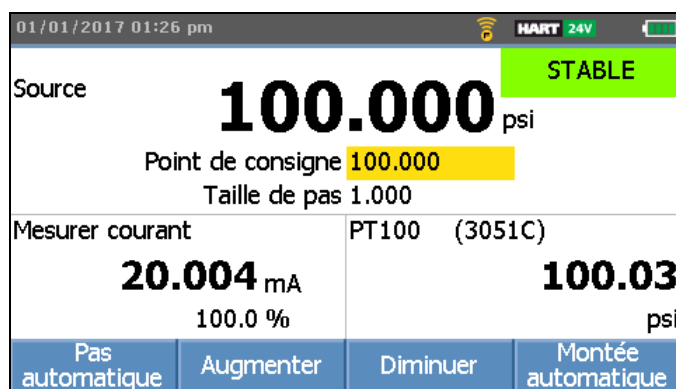 01/01/2017 01:26 pm HART 24V
STABLE
Source 100.000 psi
Point de consigne 100.000
Taille de pas 1.000
Mesurer courant PT100 (3051C)
20.004 mA 100.03
100.0 % psi
Pas automatique Augmenter Diminuer Montée automatique